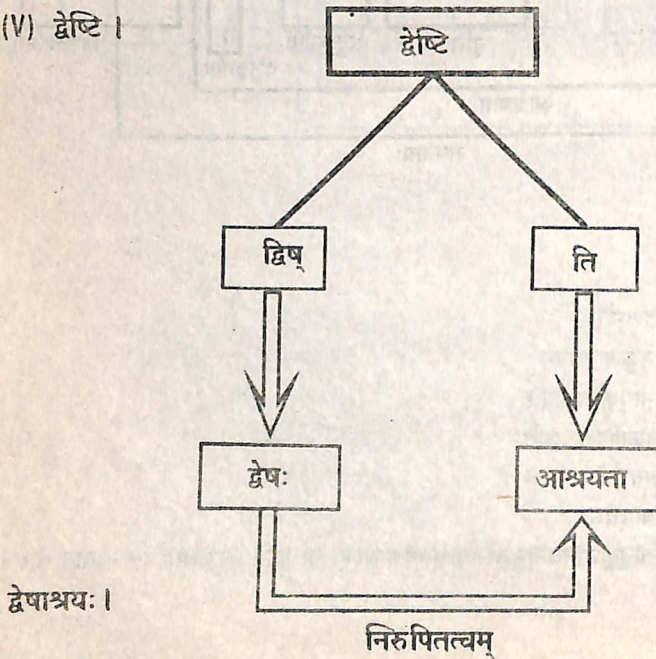 (V) द्वेष्टि ।
द्वेष्टि
द्विष्
ति
द्वेषः
आश्रयता
द्वेषाश्रयः ।
निरुपितत्त्वम्